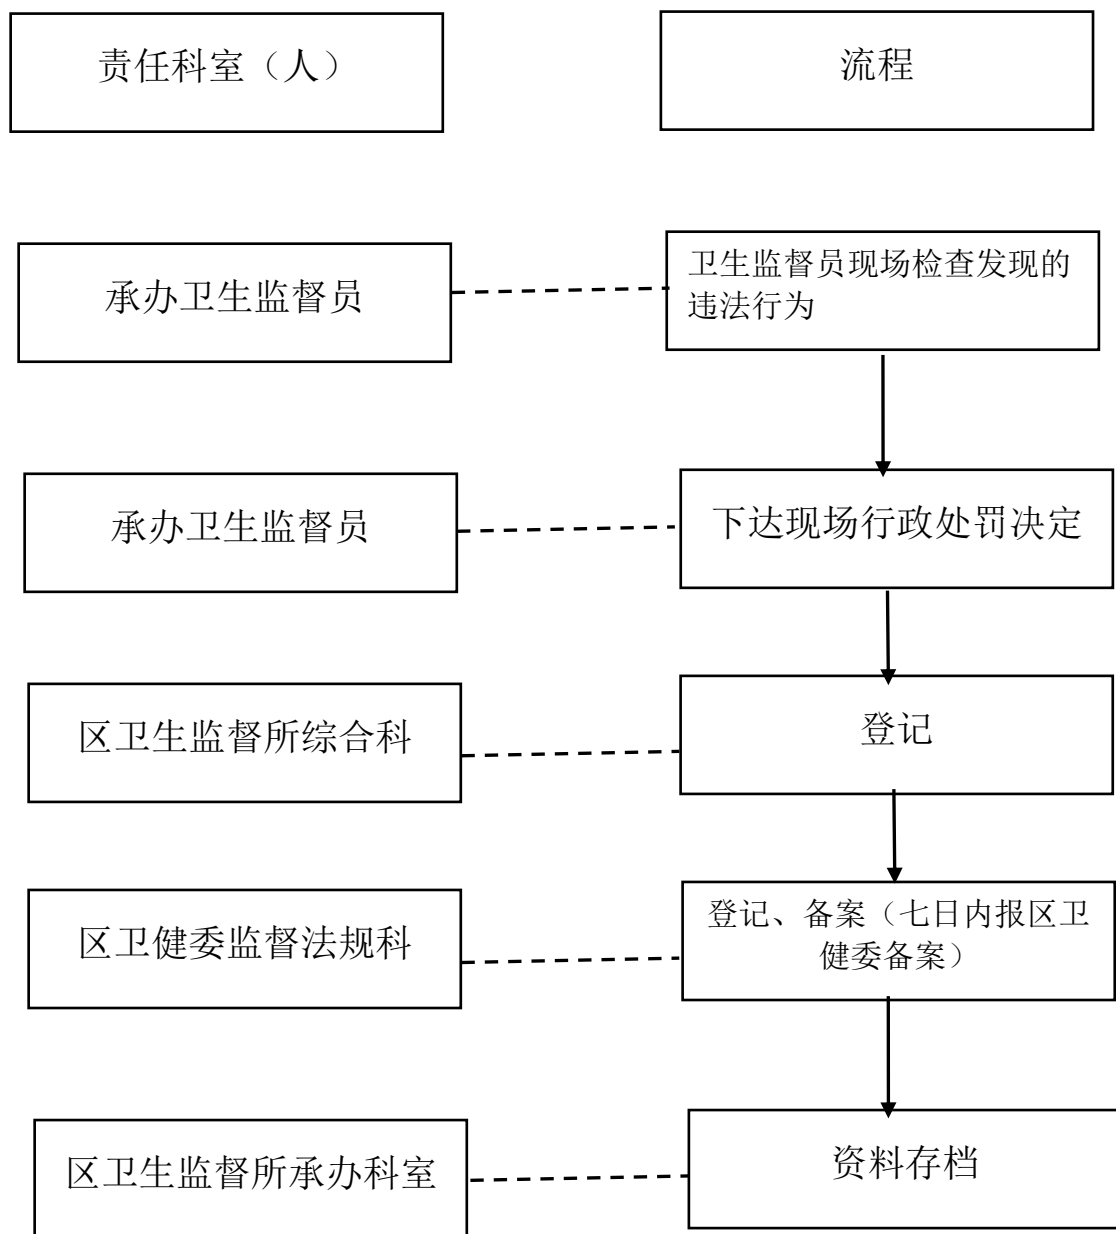 责任科室（人）
流程
承办卫生监督员
卫生监督员现场检查发现的
违法行为
承办卫生监督员
下达现场行政处罚决定
区卫生监督所综合科
登记
区卫健委监督法规科
登记、备案（七日内报区卫
健委备案）
区卫生监督所承办科室
资料存档